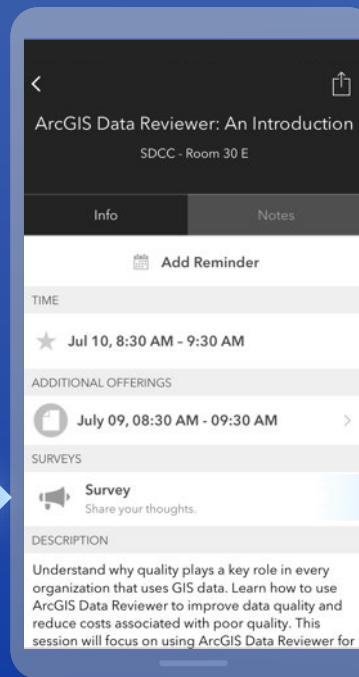 ArcGIS Data Reviewer: An Introduction
SDCC - Room 30 E
Info
Notes
Add Reminder
TIME
Jul 10, 8:30 AM – 9:30 AM
ADDITIONAL OFFERINGS
July 09, 08:30 AM - 09:30 AM
SURVEYS
Survey
Share your thoughts.
DESCRIPTION
Understand why quality plays a key role in every
organization that uses GIS data. Learn how to use
ArcGIS Data Reviewer to improve data quality and
reduce costs associated with poor quality. This
session will focus on using ArcGIS Data Reviewer for